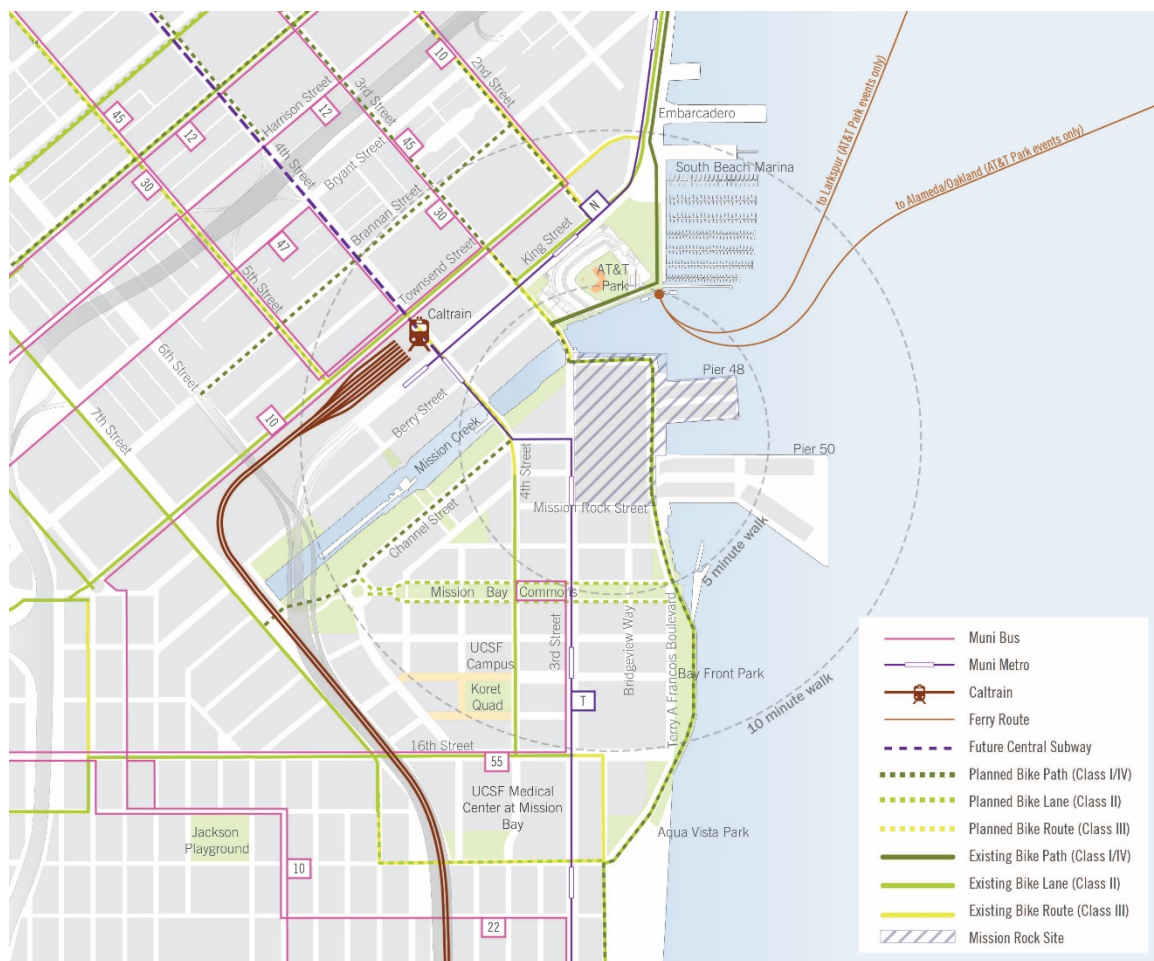 10
2nd Street
3rd Street
Harrison Street
12
45
12
4th Street
Bryant Street
45
Embarcadero
to Larkspur (AT&T Park events only)
to Alameda/Oakland (AT&T Park events only)
South Beach Marina
30
Brannan Street
30
N
47
King Street
5th Street
Townsend Street
AT&T
Park
Caltrain
6th Street
Pier 48
7th Street
10
Berry Street
Mission Creek
4th Street
Pier 50
Channel Street
Mission Rock Street
5 minute walk
Mission Bay Commons
3rd Street
Bridgeview Way
Terry A Francois Boulevard
UCSF
Campus
Koret
Quad
Bay Front Park
10 minute walk
T
16th Street
55
UCSF Medical
Center at Mission
Bay
Jackson
Playground
Aqua Vista Park
10
22
Muni Bus
Muni Metro
Caltrain
Ferry Route
Future Central Subway
Planned Bike Path (Class I/IV)
Planned Bike Lane (Class II)
Planned Bike Route (Class III)
Existing Bike Path (Class I/IV)
Existing Bike Lane (Class II)
Existing Bike Route (Class III)
Mission Rock Site